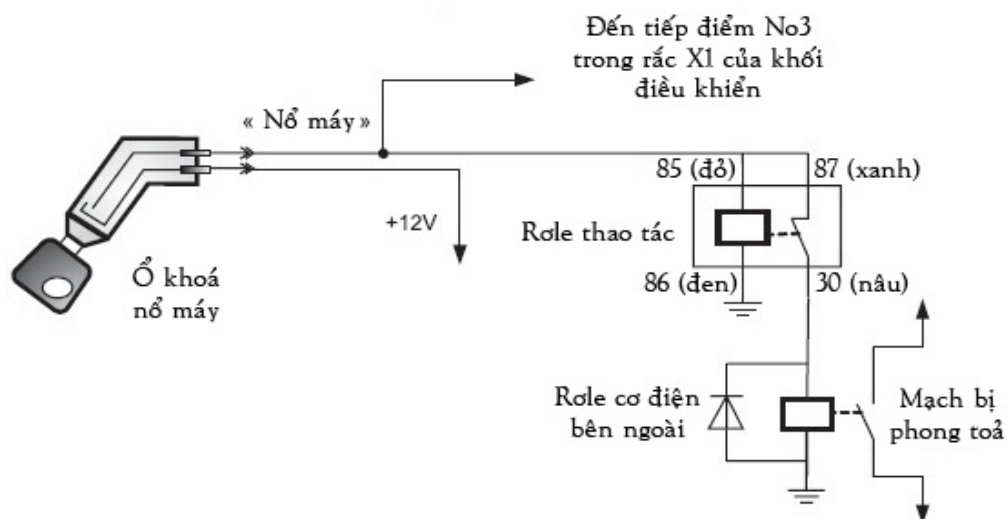 Đến tiếp điểm No3
trong rắc X1 của khối
điều khiển
« Nổ máy »
85 (đỏ)
87 (xanh)
+12V
Rơle thao tác
Ổ khoá
nổ máy
86 (đen)
30 (nâu)
Rơle cơ điện
bên ngoài
Mạch bị
phong toả